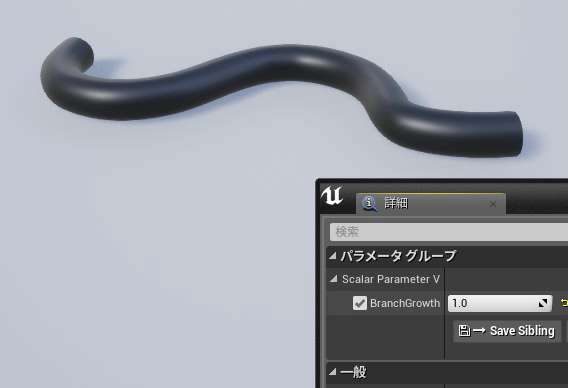 詳細
検索
パラメータ グループ
Scalar Parameter V
BranchGrowth 1.0
Save Sibling
一般